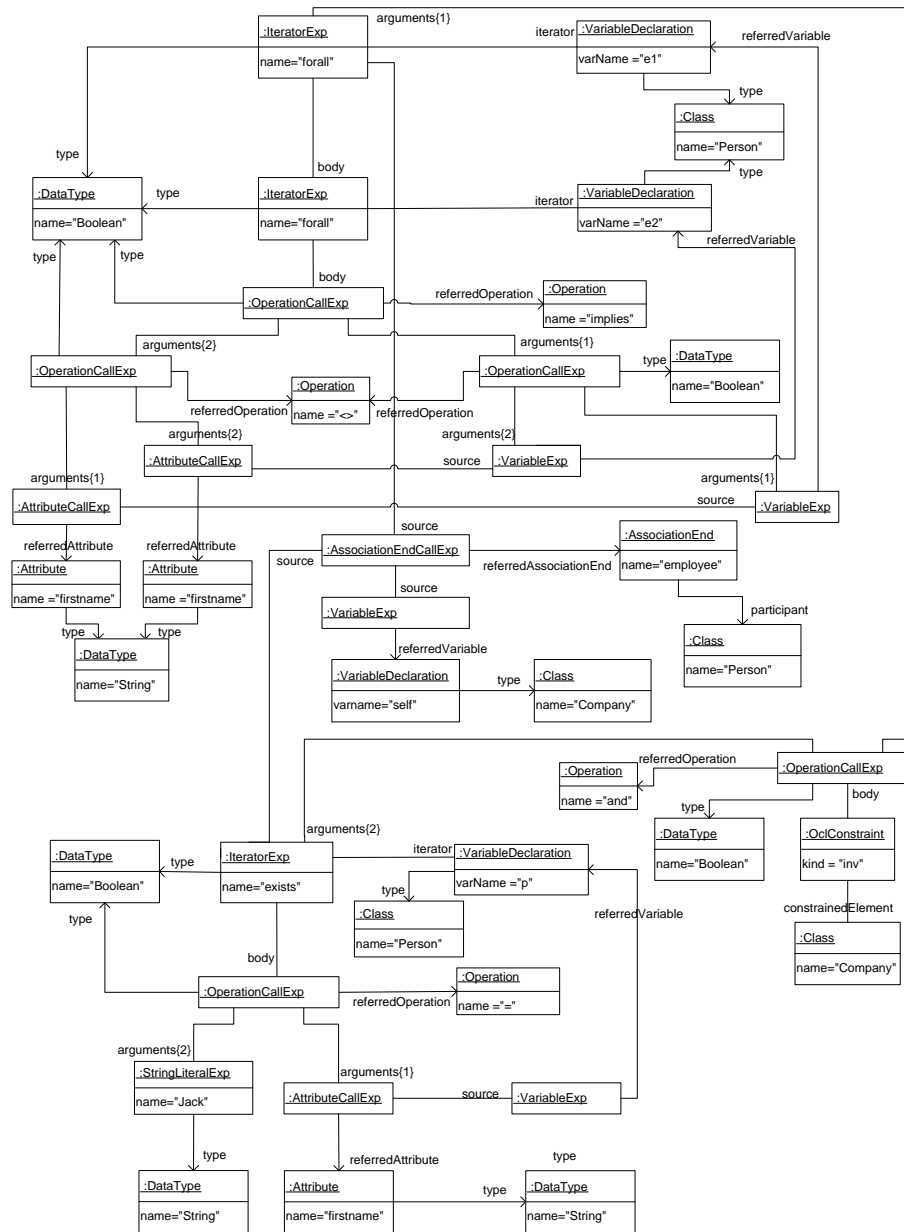 arguments{1}
:IteratorExp
name="forall"
iterator
:VariableDeclaration
varName ="e1"
referredVariable
type
:Class
name="Person"
type
type
body
:DataType
name="Boolean"
type
:IteratorExp
name="forall"
iterator
:VariableDeclaration
varName ="e2"
referredVariable
type
type
body
:OperationCallExp
referredOperation
:Operation
name ="implies"
arguments{2}
:OperationCallExp
arguments{1}
:OperationCallExp
type
:DataType
name="Boolean"
:Operation
name ="<>"
referredOperation
referredOperation
arguments{2}
:AttributeCallExp
source
arguments{2}
:VariableExp
arguments{1}
:AttributeCallExp
source
arguments{1}
:VariableExp
referredAttribute
referredAttribute
source
source
:AssociationEndCallExp
referredAssociationEnd
:AssociationEnd
name="employee"
:Attribute
name ="firstname"
:Attribute
name ="firstname"
source
:VariableExp
participant
type
type
:DataType
name="String"
referredVariable
:VariableDeclaration
varname="self"
type
:Class
name="Company"
:Class
name="Person"
referredOperation
:OperationCallExp
:Operation
name ="and"
type
body
:DataType
name="Boolean"
:OclConstraint
kind = "inv"
arguments{2}
:DataType
name="Boolean"
type
:IteratorExp
name="exists"
iterator
:VariableDeclaration
varName ="p"
type
referredVariable
constrainedElement
type
:Class
name="Person"
:Class
name="Company"
body
:OperationCallExp
referredOperation
:Operation
name ="="
arguments{2}
:StringLiteralExp
name="Jack"
arguments{1}
:AttributeCallExp
source
:VariableExp
type
referredAttribute
type
:DataType
name="String"
:Attribute
name="firstname"
type
:DataType
name="String"